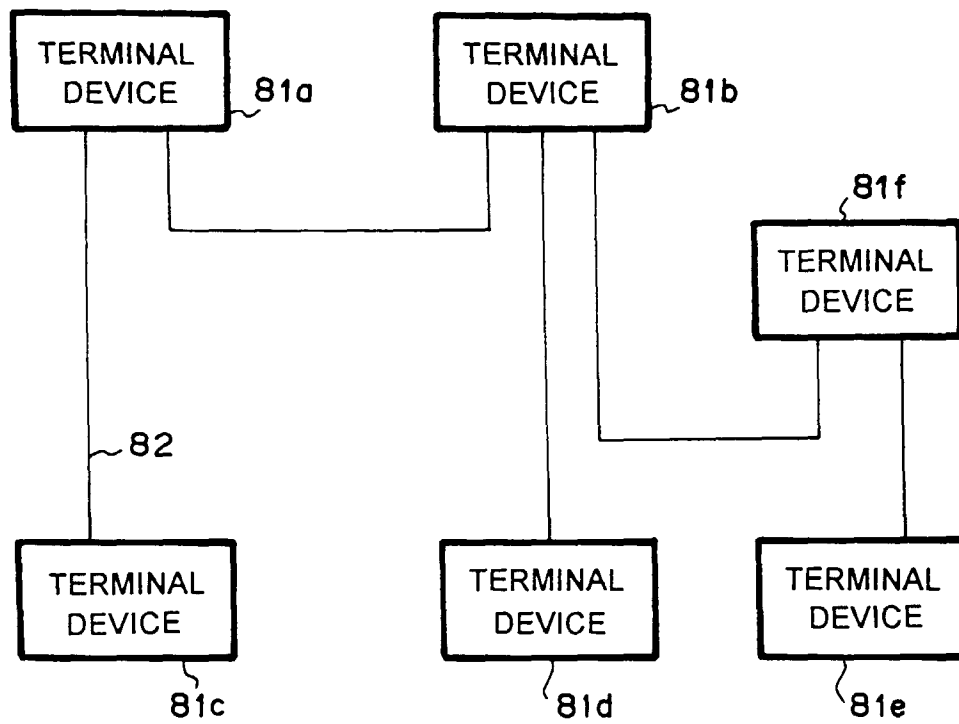 TERMINAL
DEVICE
81a
TERMINAL
DEVICE
81b
81f
TERMINAL
DEVICE
82
TERMINAL
DEVICE
81c
TERMINAL
DEVICE
81d
TERMINAL
DEVICE
81e